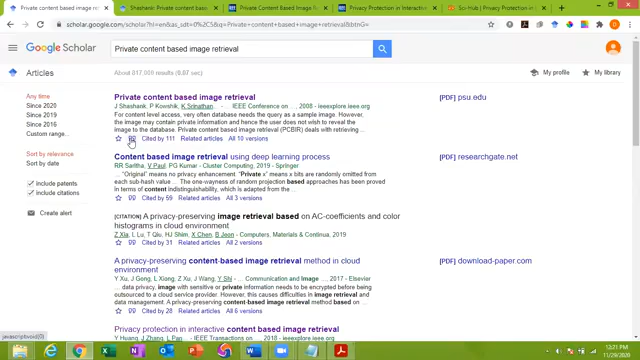 Private content based image ret
Shashank Private content based
Private Content Based Image Re
Privacy Protection in Interactive
Sci-Hub | Privacy Protection in
scholar.google.com/scholar?hl=en&as_sdt=0%2C5&q=Private+content+based+image+retrieval&btnG=
Google Scholar
Private content based image retrieval
Articles
About 817,000 results (0.07 sec)
My profile
My library
Any time
Since 2020
Since 2019
Since 2016
Custom range...
Sort by relevance
Sort by date
include patents
include citations
Create alert
Private content based image retrieval
J Shashank, P Kowshik, K Srinathan... - IEEE Conference on ..., 2008 - ieeexplore.ieee.org
For content level access, very often database needs the query as a sample image. However,
the image may contain private information and hence the user does not wish to reveal the
image to the database. Private content based image retrieval (PCBIR) deals with retrieving ...
Cited by 111 Related articles All 10 versions
[PDF] psu.edu
Content based image retrieval using deep learning process
RR Saritha, V Paul, PG Kumar - Cluster Computing, 2019 - Springer
... "Original" means no privacy enhancement. "Private x" means x bits are randomly omitted from
each sub-hash value ... The one-wayness of random projection based approaches has been proved
in terms of content indistinguishability, which is adapted from the ...
Cited by 59 Related articles All 3 versions
[PDF] researchgate.net
[CITATION] A privacy-preserving image retrieval based on AC-coefficients and color
histograms in cloud environment
Z Xia, L Lu, T Qiu, HJ Shim, X Chen, B Jeon - Computers, Materials & Continua, 2019
Cited by 31 Related articles All 2 versions
A privacy-preserving content-based image retrieval method in cloud
environment
Y Xu, J Gong, L Xiong, Z Xu, J Wang, Y Shi - ... Communication and Image ..., 2017 - Elsevier
... data privacy, image with sensitive or private information needs to be encrypted before being
outsourced to a cloud service provider. However, this causes difficulties in image retrieval and
data management. A privacy-preserving content-based image retrieval method based on ...
Cited by 28 Related articles All 6 versions
[PDF] download-paper.com
Privacy protection in interactive content based image retrieval
Y Huang, J Zhang, L Pan... - IEEE Transactions on ...
javascript:void(0)
12:21 PM
11/29/2020